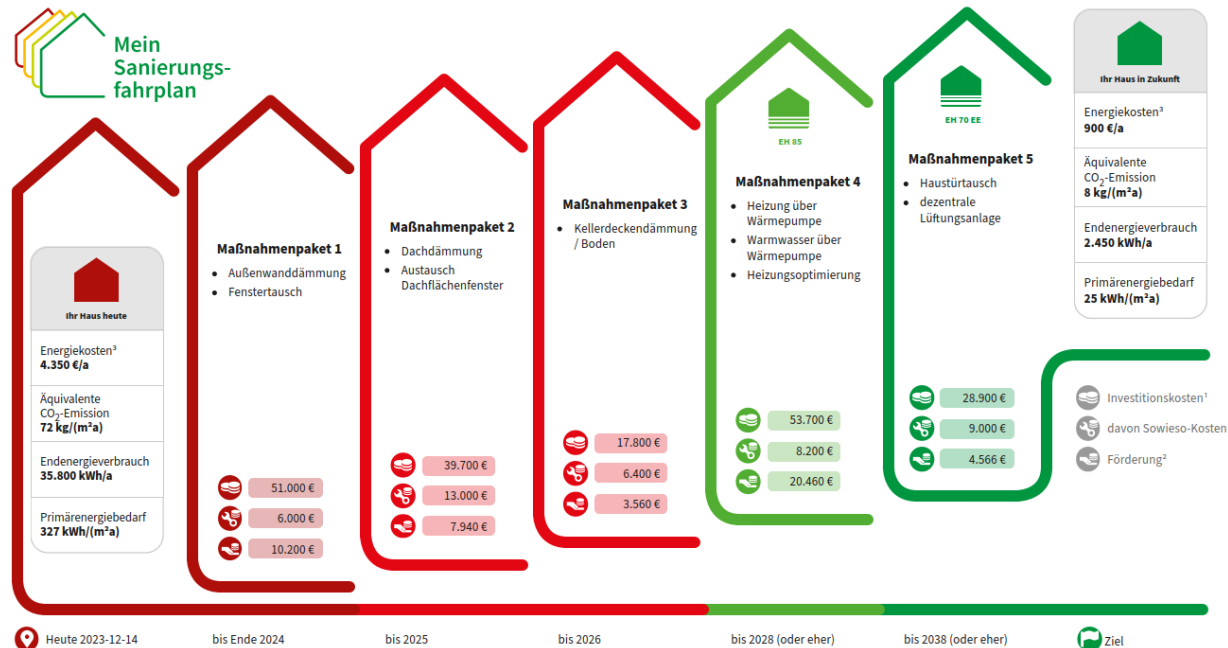 Mein
Sanierungs-
fahrplan
Ihr Haus heute
Energiekosten³
4.350 €/a
Äquivalente
CO₂-Emission
72 kg/(m²a)
Endenergieverbrauch
35.800 kWh/a
Primärenergiebedarf
327 kWh/(m²a)
Maßnahmenpaket 1
• Außenwanddämmung
• Fenstertausch
51.000 €
6.000 €
10.200 €
Maßnahmenpaket 2
• Dachdämmung
• Austausch
Dachflächenfenster
39.700 €
13.000 €
7.940 €
Maßnahmenpaket 3
• Kellerdeckendämmung
/ Boden
17.800 €
6.400 €
3.560 €
EH 85
Maßnahmenpaket 4
• Heizung über
Wärmepumpe
• Warmwasser über
Wärmepumpe
• Heizungsoptimierung
53.700 €
8.200 €
20.460 €
EH 70 EE
Maßnahmenpaket 5
• Haustürtausch
• dezentrale
Lüftungsanlage
28.900 €
9.000 €
4.566 €
Ihr Haus in Zukunft
Energiekosten³
900 €/a
Äquivalente
CO₂-Emission
8 kg/(m²a)
Endenergieverbrauch
2.450 kWh/a
Primärenergiebedarf
25 kWh/(m²a)
Investitionskosten¹
davon Sowieso-Kosten
Förderung²
Heute 2023-12-14
bis Ende 2024
bis 2025
bis 2026
bis 2028 (oder eher)
bis 2038 (oder eher)
Ziel